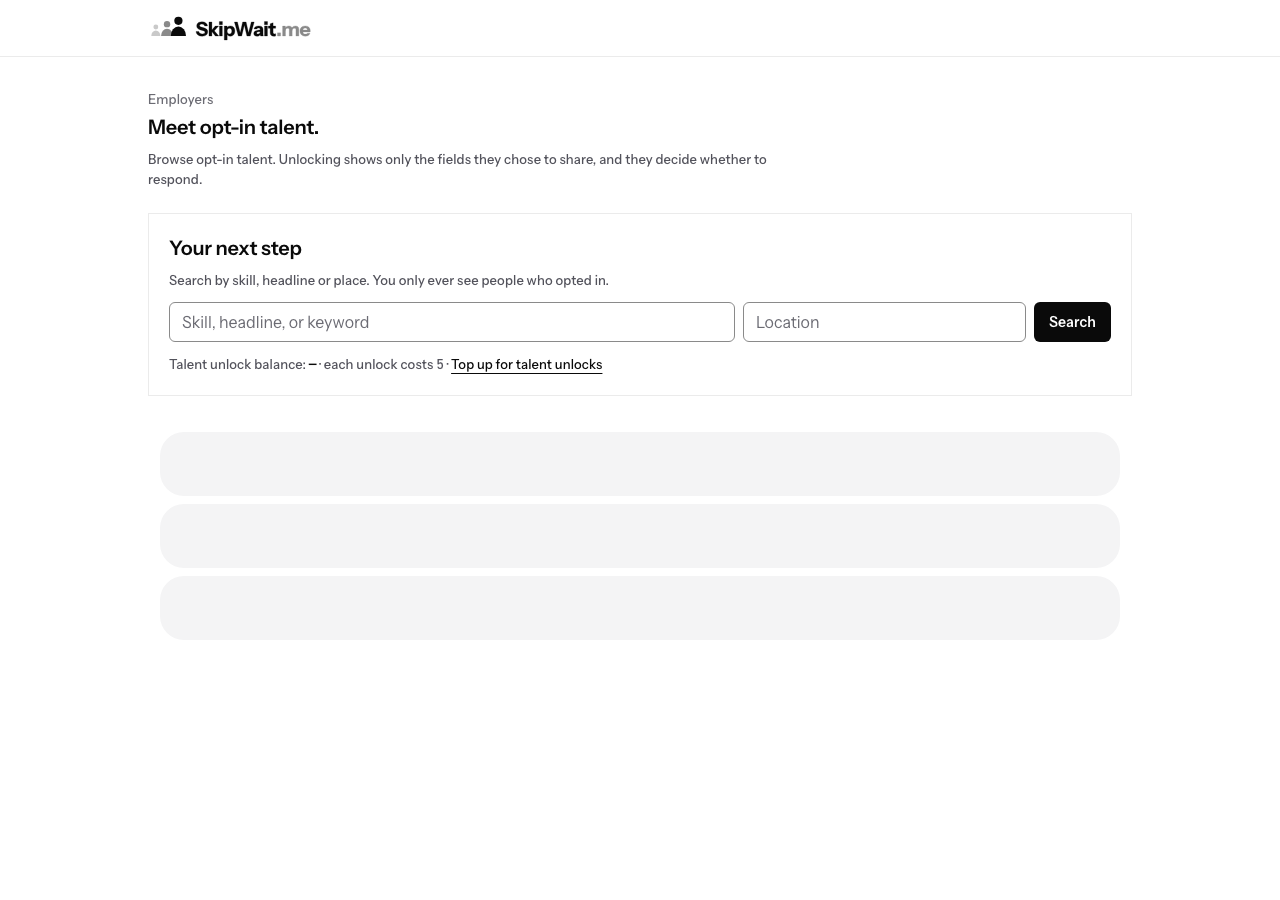 SkipWait.me
Employers
Meet opt-in talent.
Browse opt-in talent. Unlocking shows only the fields they chose to share, and they decide whether to
respond.
Your next step
Search by skill, headline or place. You only ever see people who opted in.
Skill, headline, or keyword
Location
Search
Talent unlock balance: – · each unlock costs 5 · Top up for talent unlocks